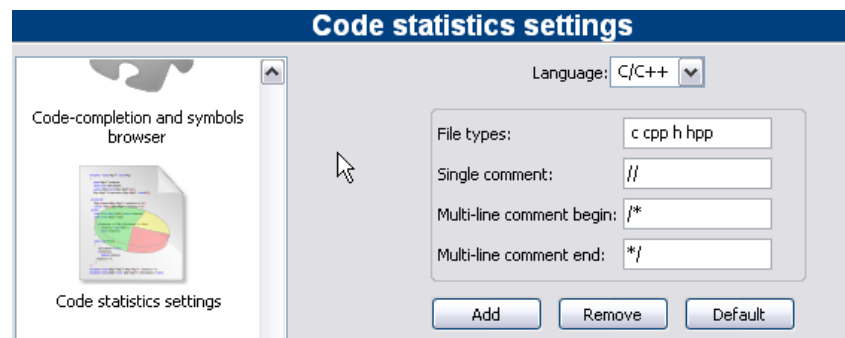 Code statistics settings
Code-completion and symbols
browser
Code statistics settings
Language: C/C++
File types: c cpp h hpp
Single comment: //
Multi-line comment begin: /*
Multi-line comment end: */
Add Remove Default